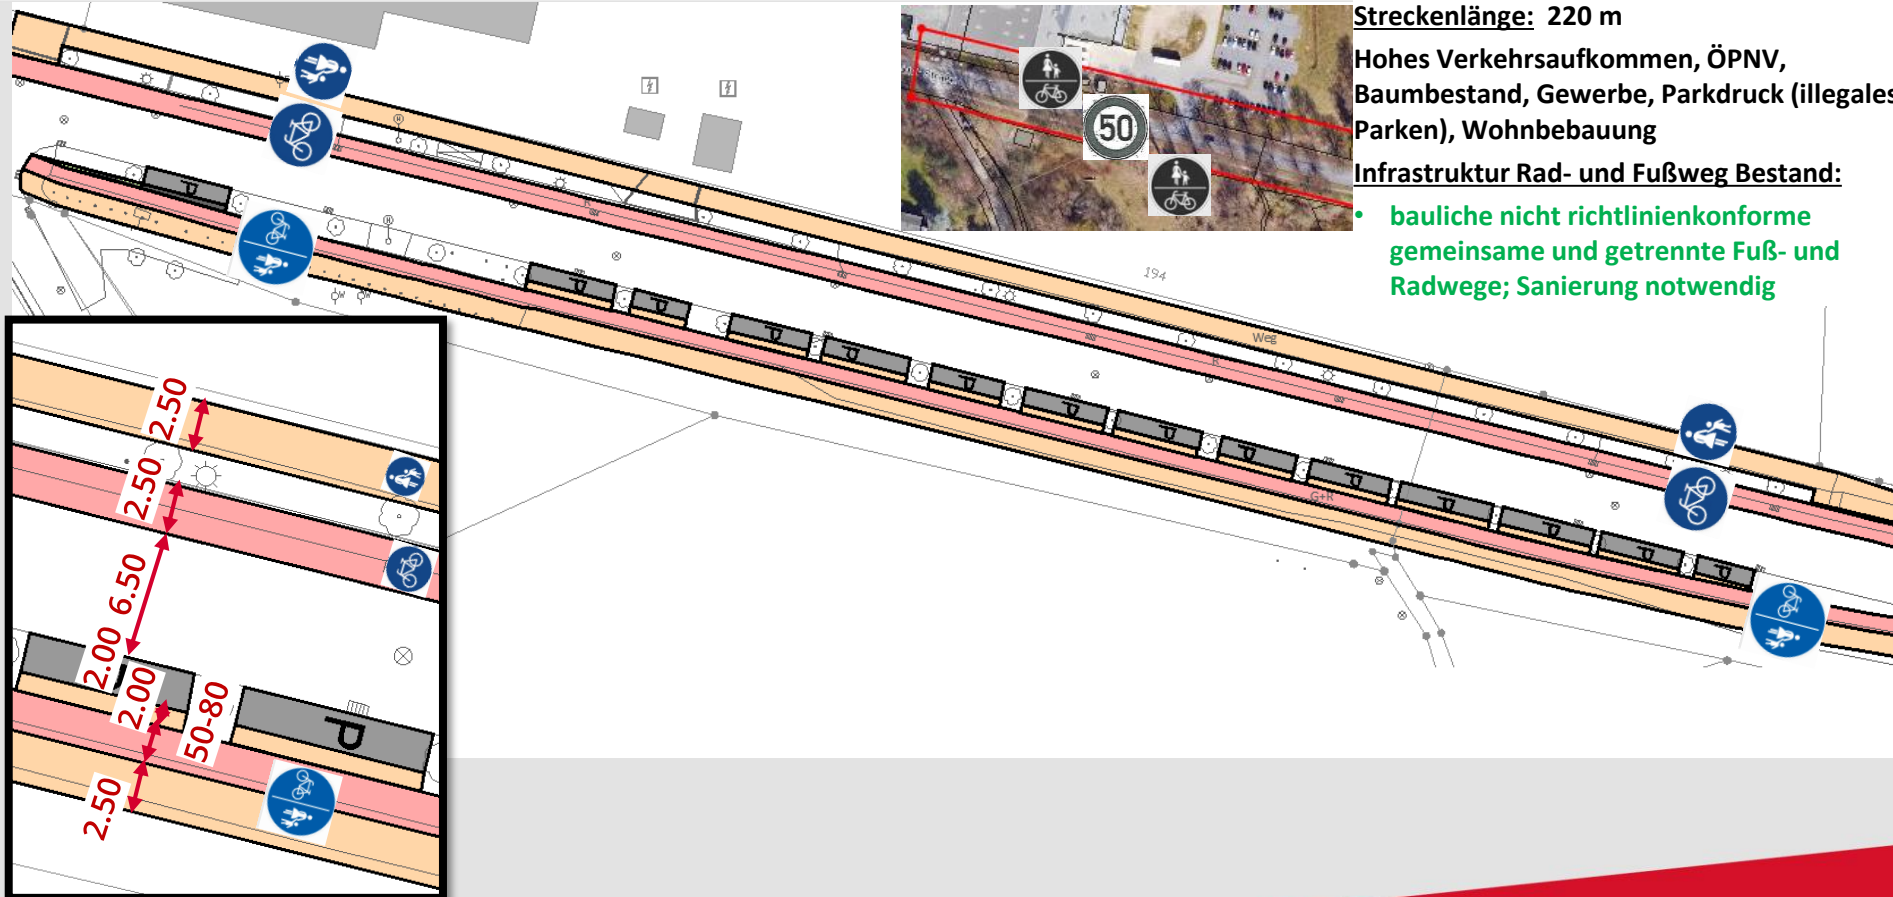 Streckenlänge: 220 m
Hohes Verkehrsaufkommen, ÖPNV,
Baumbestand, Gewerbe, Parkdruck (illegales
Parken), Wohnbebauung
Infrastruktur Rad- und Fußweg Bestand:
• bauliche nicht richtlinienkonforme
gemeinsame und getrennte Fuß- und
Radwege; Sanierung notwendig
50
194
Weg
R
R
G+R
H
H
W
W
P
P
P
P
P
P
P
P
P
P
P
P
P
P
2.50
2.50
6.50
2.00
2.00
50-80
2.50
P